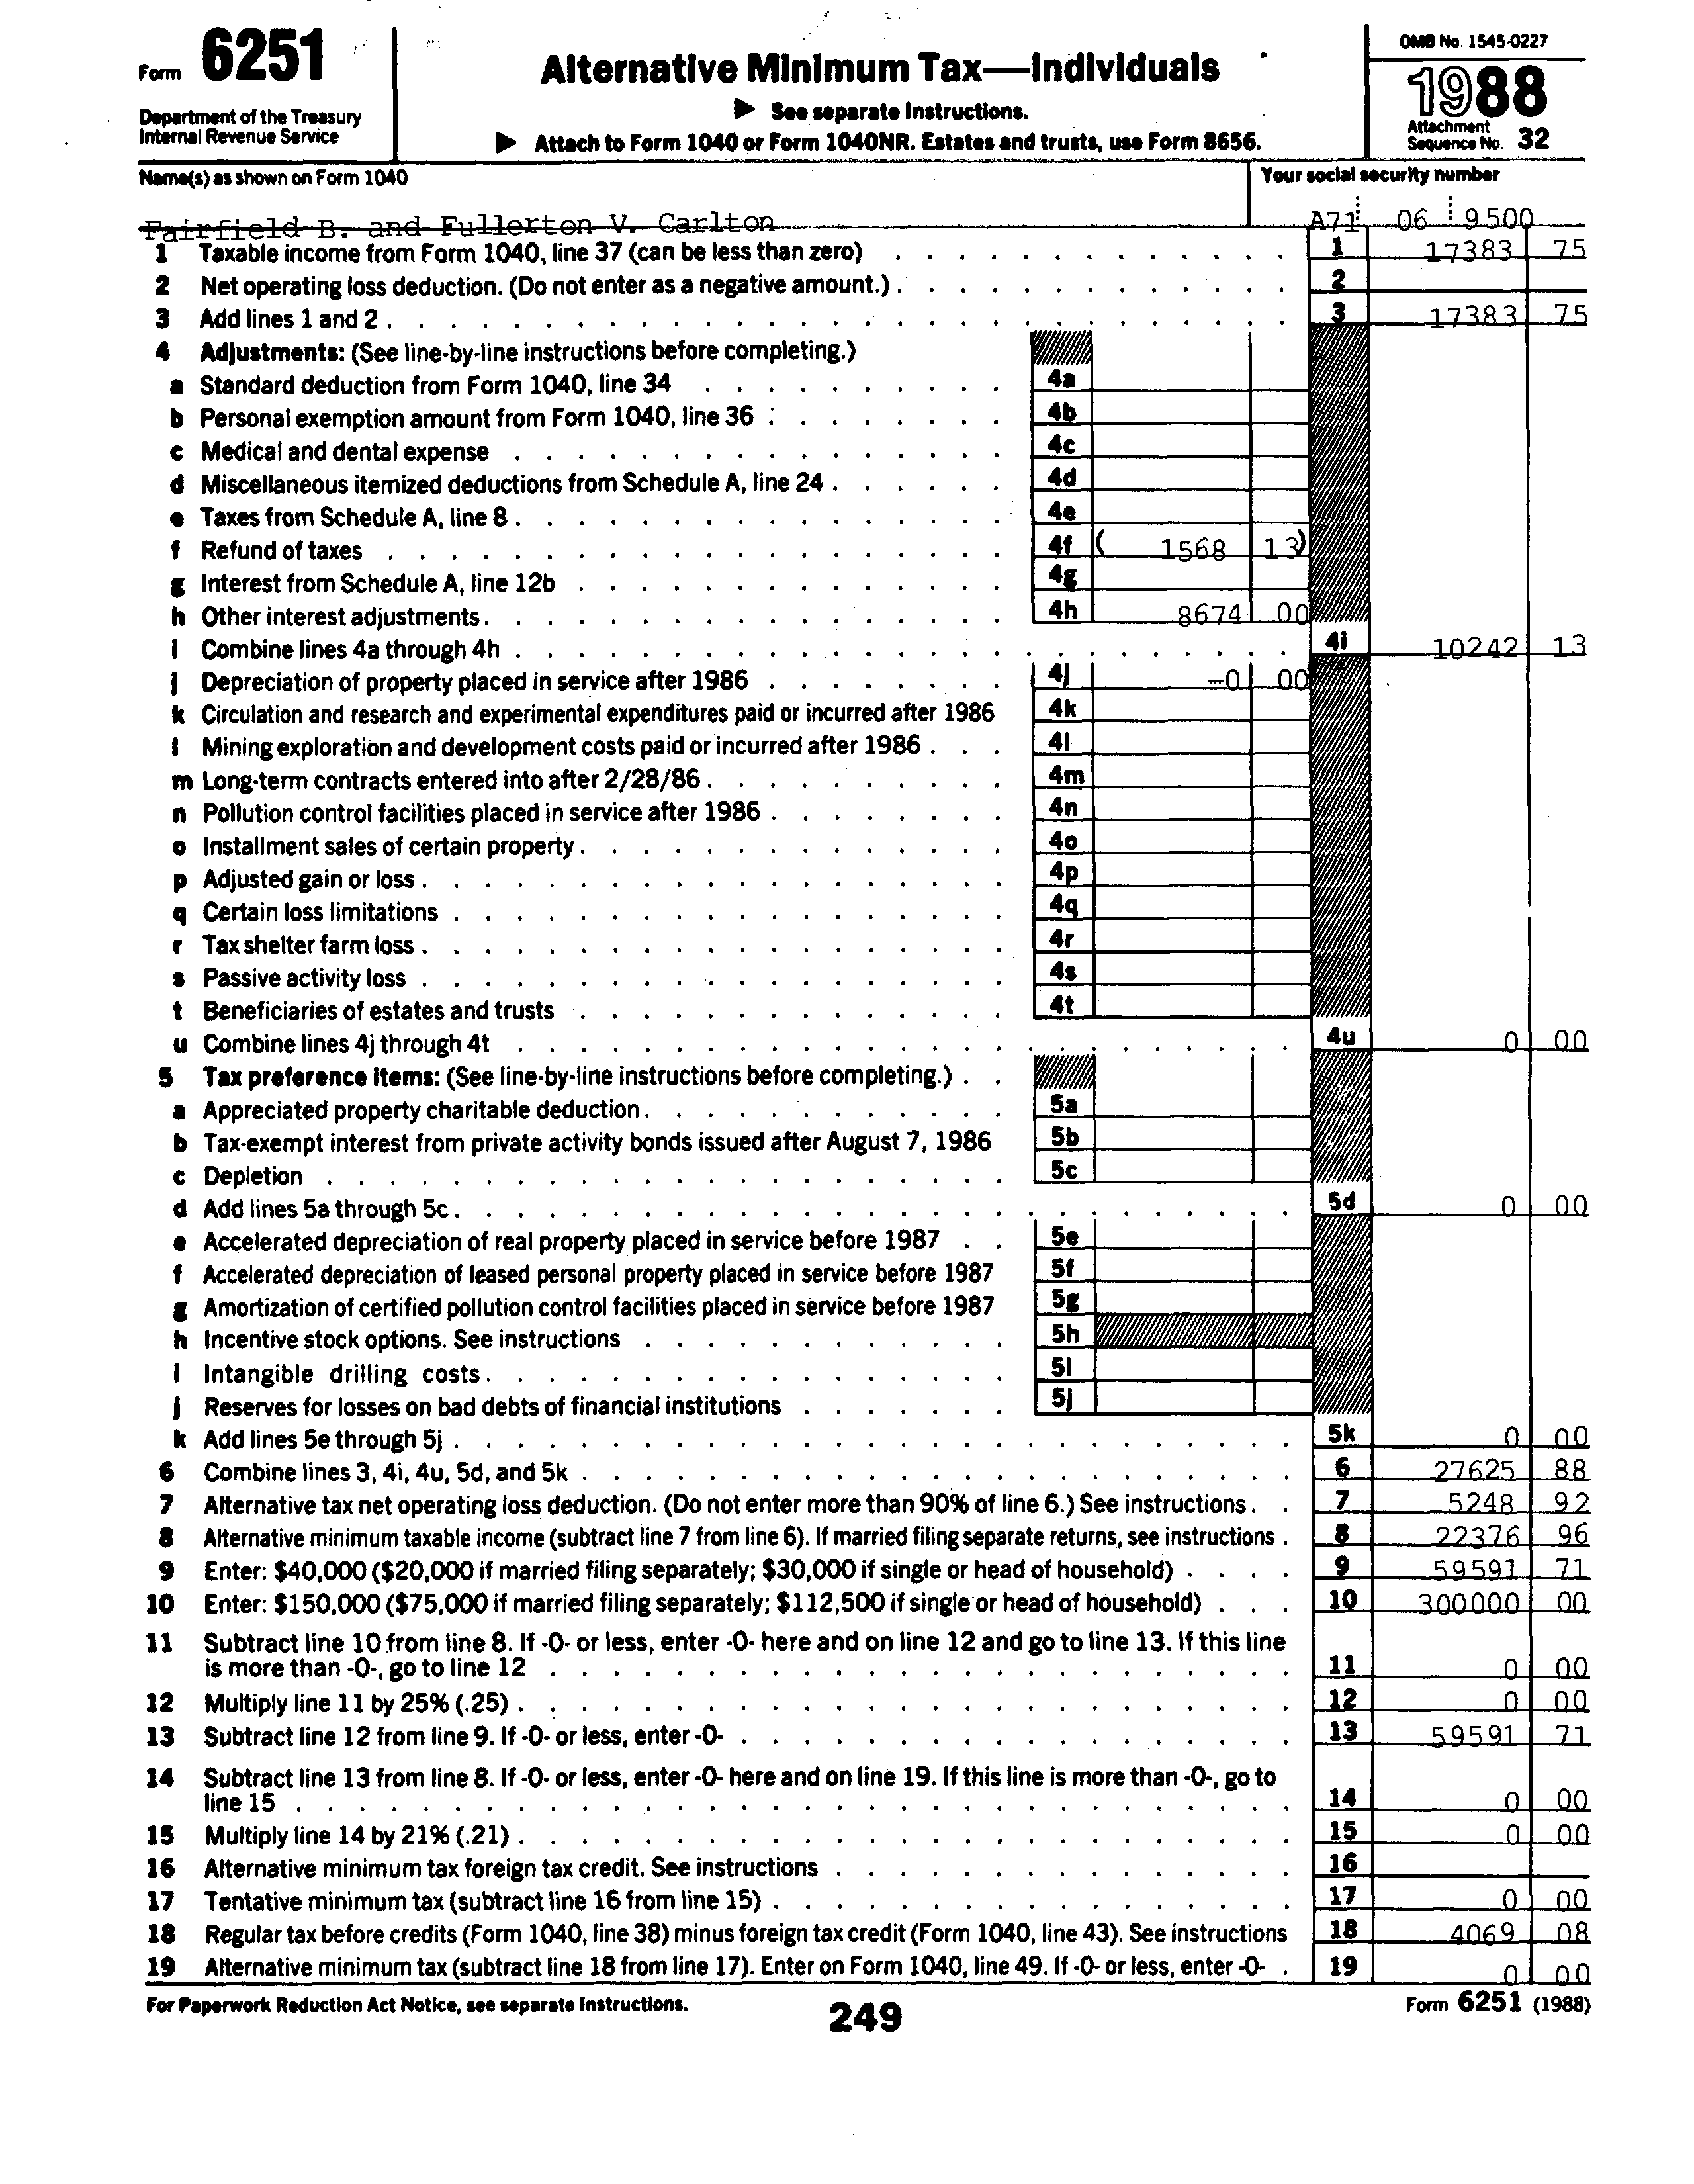 Form 6251
Department of the Treasury
Internal Revenue Service
Alternative Minimum Tax—Individuals
▶ See separate Instructions.
▶ Attach to Form 1040 or Form 1040NR. Estates and trusts, use Form 8656.
OMB No. 1545-0227
1988
Attachment
Sequence No. 32
Name(s) as shown on Form 1040
Your social security number
Fairfield B. and Fullerton V. Carlton A71 06 9500
1 Taxable income from Form 1040, line 37 (can be less than zero) 1 17383 75
2 Net operating loss deduction. (Do not enter as a negative amount.) 2
3 Add lines 1 and 2 3 17383 75
4 Adjustments: (See line-by-line instructions before completing.)
a Standard deduction from Form 1040, line 34 4a
b Personal exemption amount from Form 1040, line 36 4b
c Medical and dental expense 4c
d Miscellaneous itemized deductions from Schedule A, line 24 4d
e Taxes from Schedule A, line 8 4e
f Refund of taxes 4f ( 1568 13)
g Interest from Schedule A, line 12b 4g
h Other interest adjustments 4h 8674 00
i Combine lines 4a through 4h 4i 10242 13
j Depreciation of property placed in service after 1986 4j -0 00
k Circulation and research and experimental expenditures paid or incurred after 1986 4k
l Mining exploration and development costs paid or incurred after 1986 4l
m Long-term contracts entered into after 2/28/86 4m
n Pollution control facilities placed in service after 1986 4n
o Installment sales of certain property 4o
p Adjusted gain or loss 4p
q Certain loss limitations 4q
r Tax shelter farm loss 4r
s Passive activity loss 4s
t Beneficiaries of estates and trusts 4t
u Combine lines 4j through 4t 4u 0 00
5 Tax preference items: (See line-by-line instructions before completing.)
a Appreciated property charitable deduction 5a
b Tax-exempt interest from private activity bonds issued after August 7, 1986 5b
c Depletion 5c
d Add lines 5a through 5c 5d 0 00
e Accelerated depreciation of real property placed in service before 1987 5e
f Accelerated depreciation of leased personal property placed in service before 1987 5f
g Amortization of certified pollution control facilities placed in service before 1987 5g
h Incentive stock options. See instructions 5h
i Intangible drilling costs 5i
j Reserves for losses on bad debts of financial institutions 5j
k Add lines 5e through 5j 5k 0 00
6 Combine lines 3, 4i, 4u, 5d, and 5k 6 27625 88
7 Alternative tax net operating loss deduction. (Do not enter more than 90% of line 6.) See instructions 7 5248 92
8 Alternative minimum taxable income (subtract line 7 from line 6). If married filing separate returns, see instructions 8 22376 96
9 Enter: $40,000 ($20,000 if married filing separately; $30,000 if single or head of household) 9 59591 71
10 Enter: $150,000 ($75,000 if married filing separately; $112,500 if single or head of household) 10 300000 00
11 Subtract line 10 from line 8. If -0- or less, enter -0- here and on line 12 and go to line 13. If this line
is more than -0-, go to line 12 11 0 00
12 Multiply line 11 by 25% (.25) 12 0 00
13 Subtract line 12 from line 9. If -0- or less, enter -0- 13 59591 71
14 Subtract line 13 from line 8. If -0- or less, enter -0- here and on line 19. If this line is more than -0-, go to
line 15 14 0 00
15 Multiply line 14 by 21% (.21) 15 0 00
16 Alternative minimum tax foreign tax credit. See instructions 16
17 Tentative minimum tax (subtract line 16 from line 15) 17 0 00
18 Regular tax before credits (Form 1040, line 38) minus foreign tax credit (Form 1040, line 43). See instructions 18 4069 08
19 Alternative minimum tax (subtract line 18 from line 17). Enter on Form 1040, line 49. If -0- or less, enter -0- 19 0 00
For Paperwork Reduction Act Notice, see separate Instructions.
249
Form 6251 (1988)